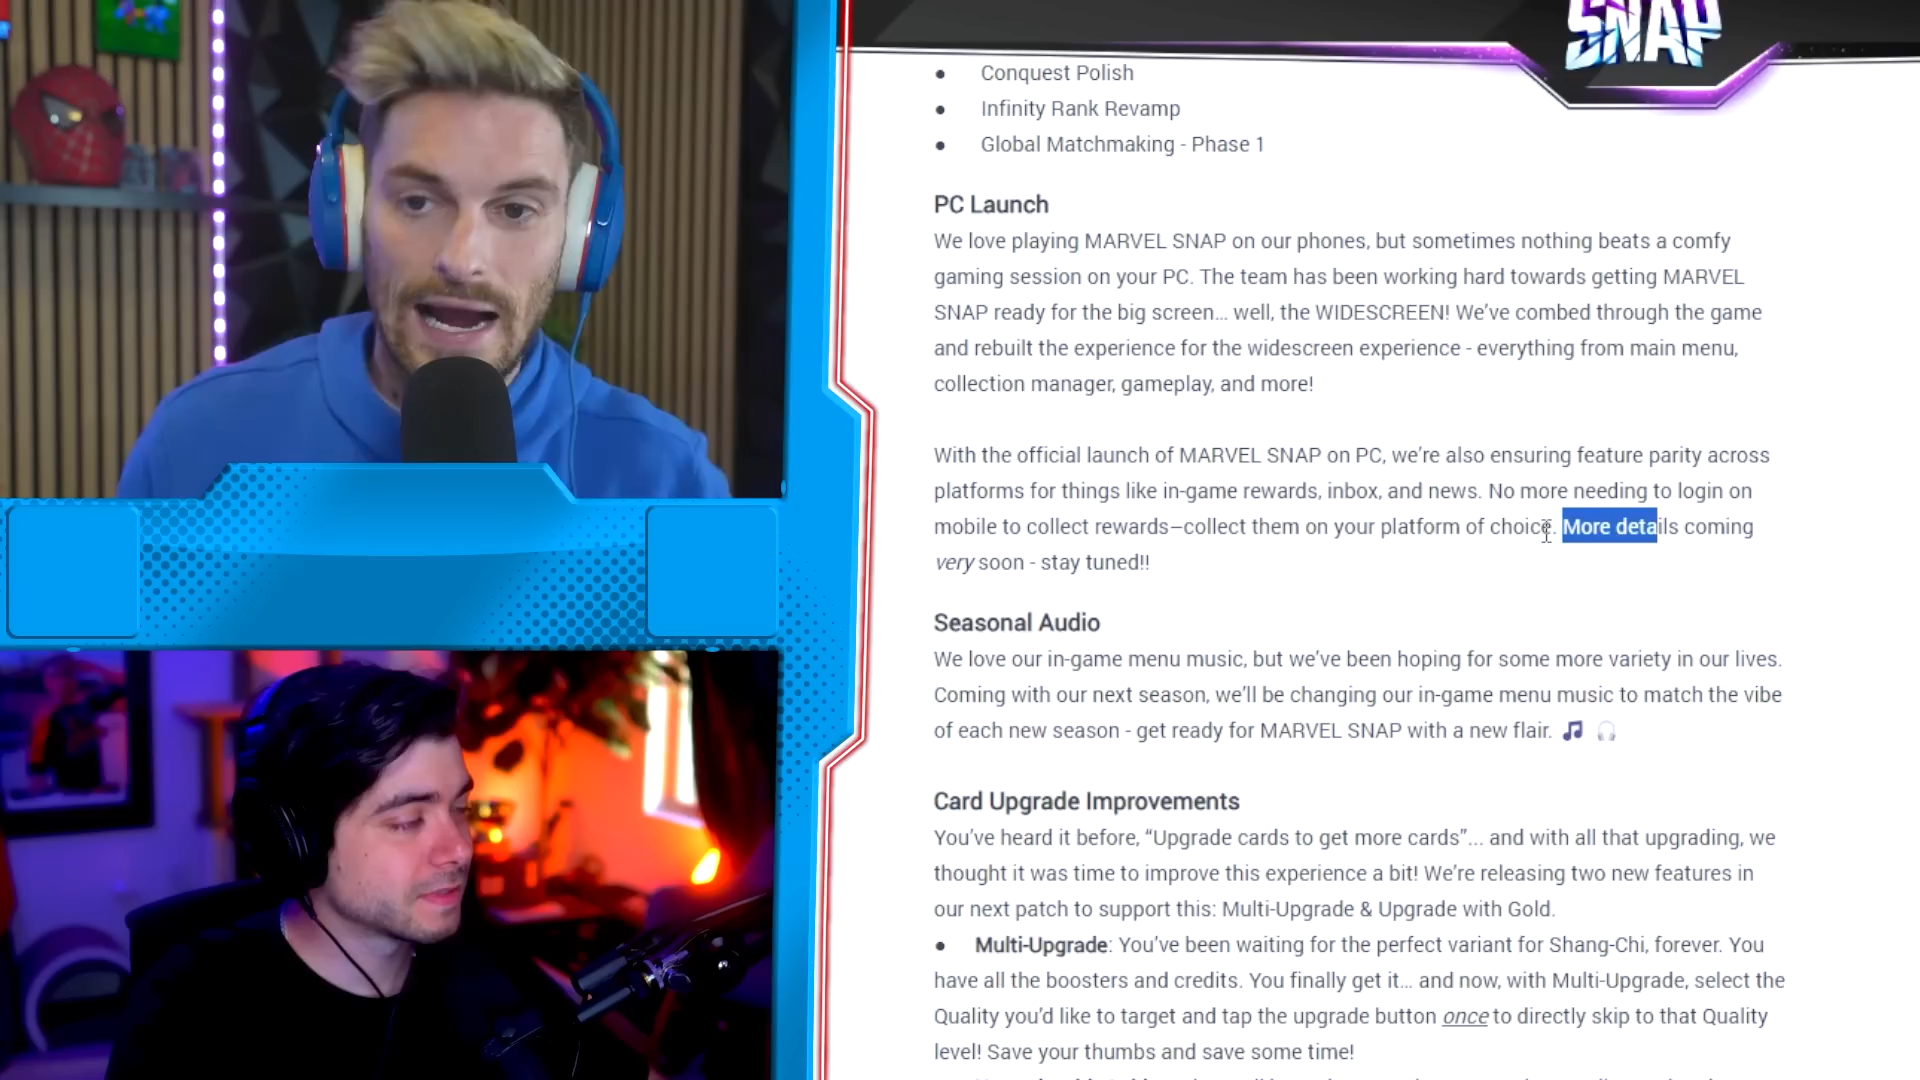 SNAP
• Conquest Polish
• Infinity Rank Revamp
• Global Matchmaking - Phase 1
PC Launch
We love playing MARVEL SNAP on our phones, but sometimes nothing beats a comfy
gaming session on your PC. The team has been working hard towards getting MARVEL
SNAP ready for the big screen… well, the WIDESCREEN! We’ve combed through the game
and rebuilt the experience for the widescreen experience - everything from main menu,
collection manager, gameplay, and more!
With the official launch of MARVEL SNAP on PC, we’re also ensuring feature parity across
platforms for things like in-game rewards, inbox, and news. No more needing to login on
mobile to collect rewards–collect them on your platform of choice. More details coming
very soon - stay tuned!!
Seasonal Audio
We love our in-game menu music, but we’ve been hoping for some more variety in our lives.
Coming with our next season, we’ll be changing our in-game menu music to match the vibe
of each new season - get ready for MARVEL SNAP with a new flair. 🎵 🎧
Card Upgrade Improvements
You’ve heard it before, “Upgrade cards to get more cards”… and with all that upgrading, we
thought it was time to improve this experience a bit! We’re releasing two new features in
our next patch to support this: Multi-Upgrade & Upgrade with Gold.
• Multi-Upgrade: You’ve been waiting for the perfect variant for Shang-Chi, forever. You
have all the boosters and credits. You finally get it… and now, with Multi-Upgrade, select the
Quality you’d like to target and tap the upgrade button once to directly skip to that Quality
level! Save your thumbs and save some time!